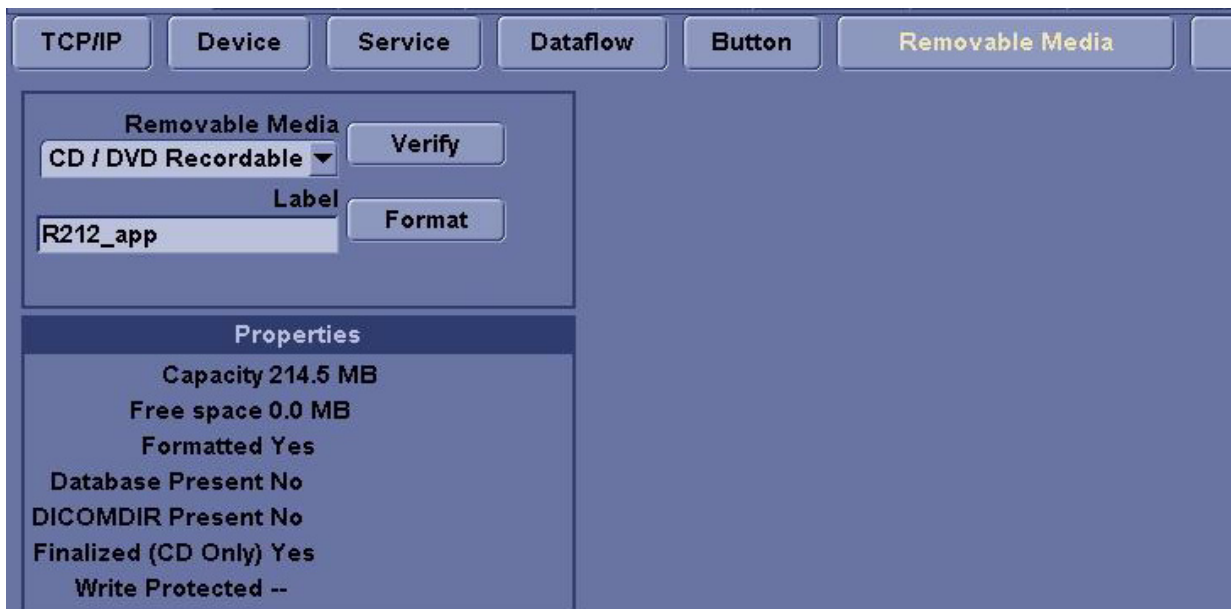 TCP/IP Device Service Dataflow Button Removable Media
Removable Media
CD / DVD Recordable
Verify
Label
R212_app
Format
Properties
Capacity 214.5 MB
Free space 0.0 MB
Formatted Yes
Database Present No
DICOMDIR Present No
Finalized (CD Only) Yes
Write Protected --